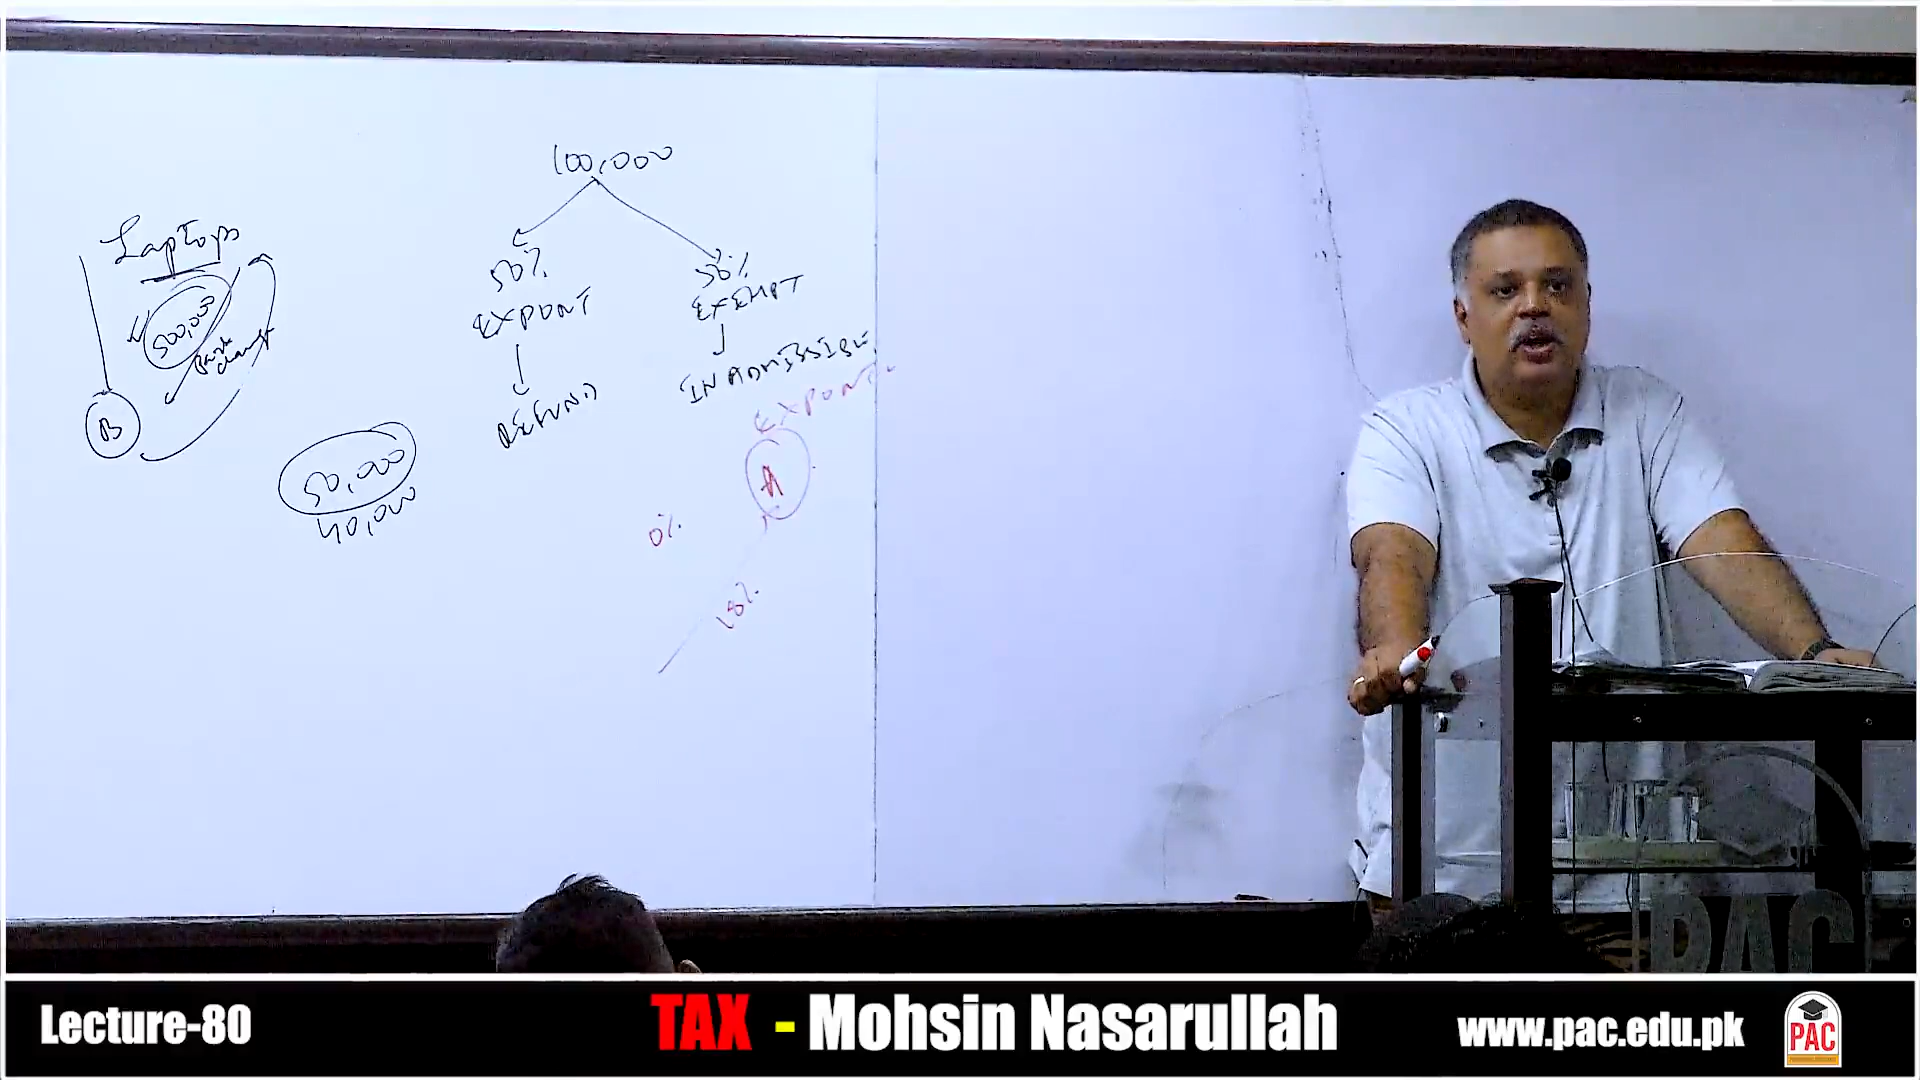 100,000
50%
EXPORT
REFUND
50%
EXEMPT
INADMISSIBLE
Laptops
500,000
B
50,000
40,000
EXPORT
A
0%
18%
PAC
Lecture-80
TAX - Mohsin Nasarullah
www.pac.edu.pk
PAC